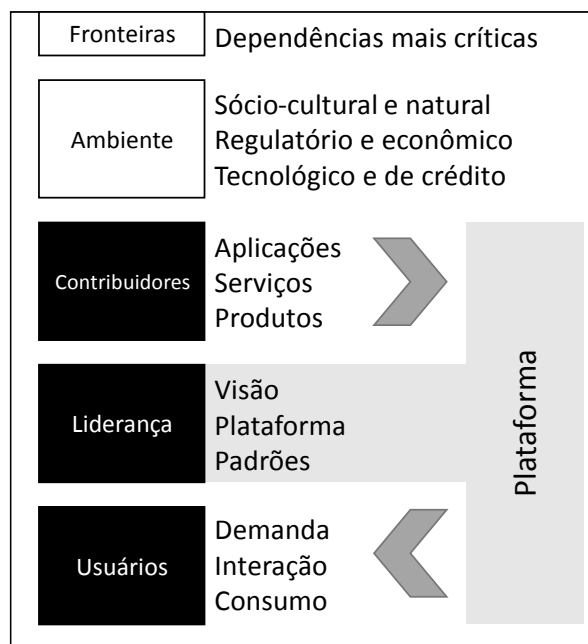 Fronteiras
Dependências mais críticas
Ambiente
Sócio-cultural e natural
Regulatório e econômico
Tecnológico e de crédito
Contribuidores
Aplicações
Serviços
Produtos
Liderança
Visão
Plataforma
Padrões
Usuários
Demanda
Interação
Consumo
Plataforma